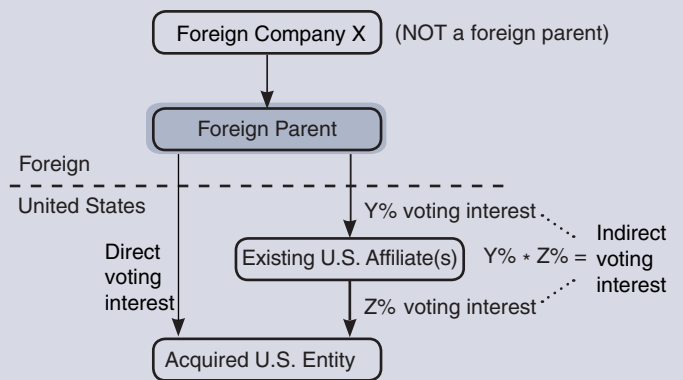 Foreign Company X
(NOT a foreign parent)
Foreign Parent
Foreign
United States
Direct
voting
interest
Y% voting interest
Existing U.S. Affiliate(s)
Z% voting interest
Y% * Z% =
Indirect
voting
interest
Acquired U.S. Entity